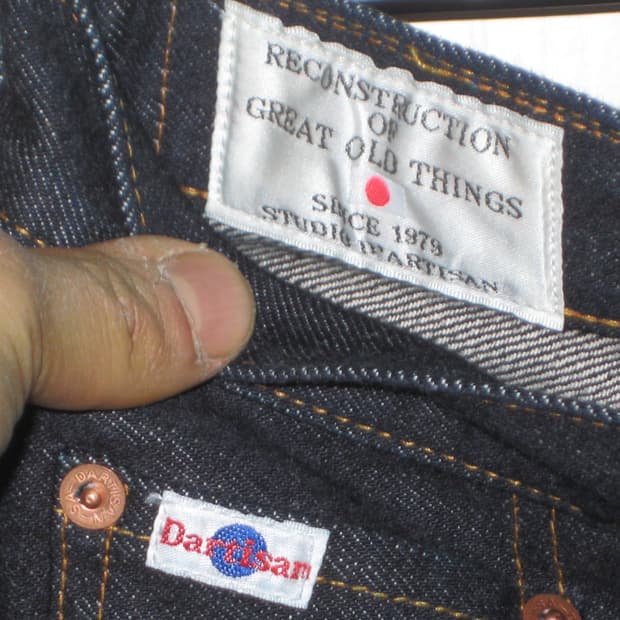 RECONSTRUCTION
OF
GREAT OLD THINGS
SINCE 1979
STUDIO D'ARTISAN
Dartisan